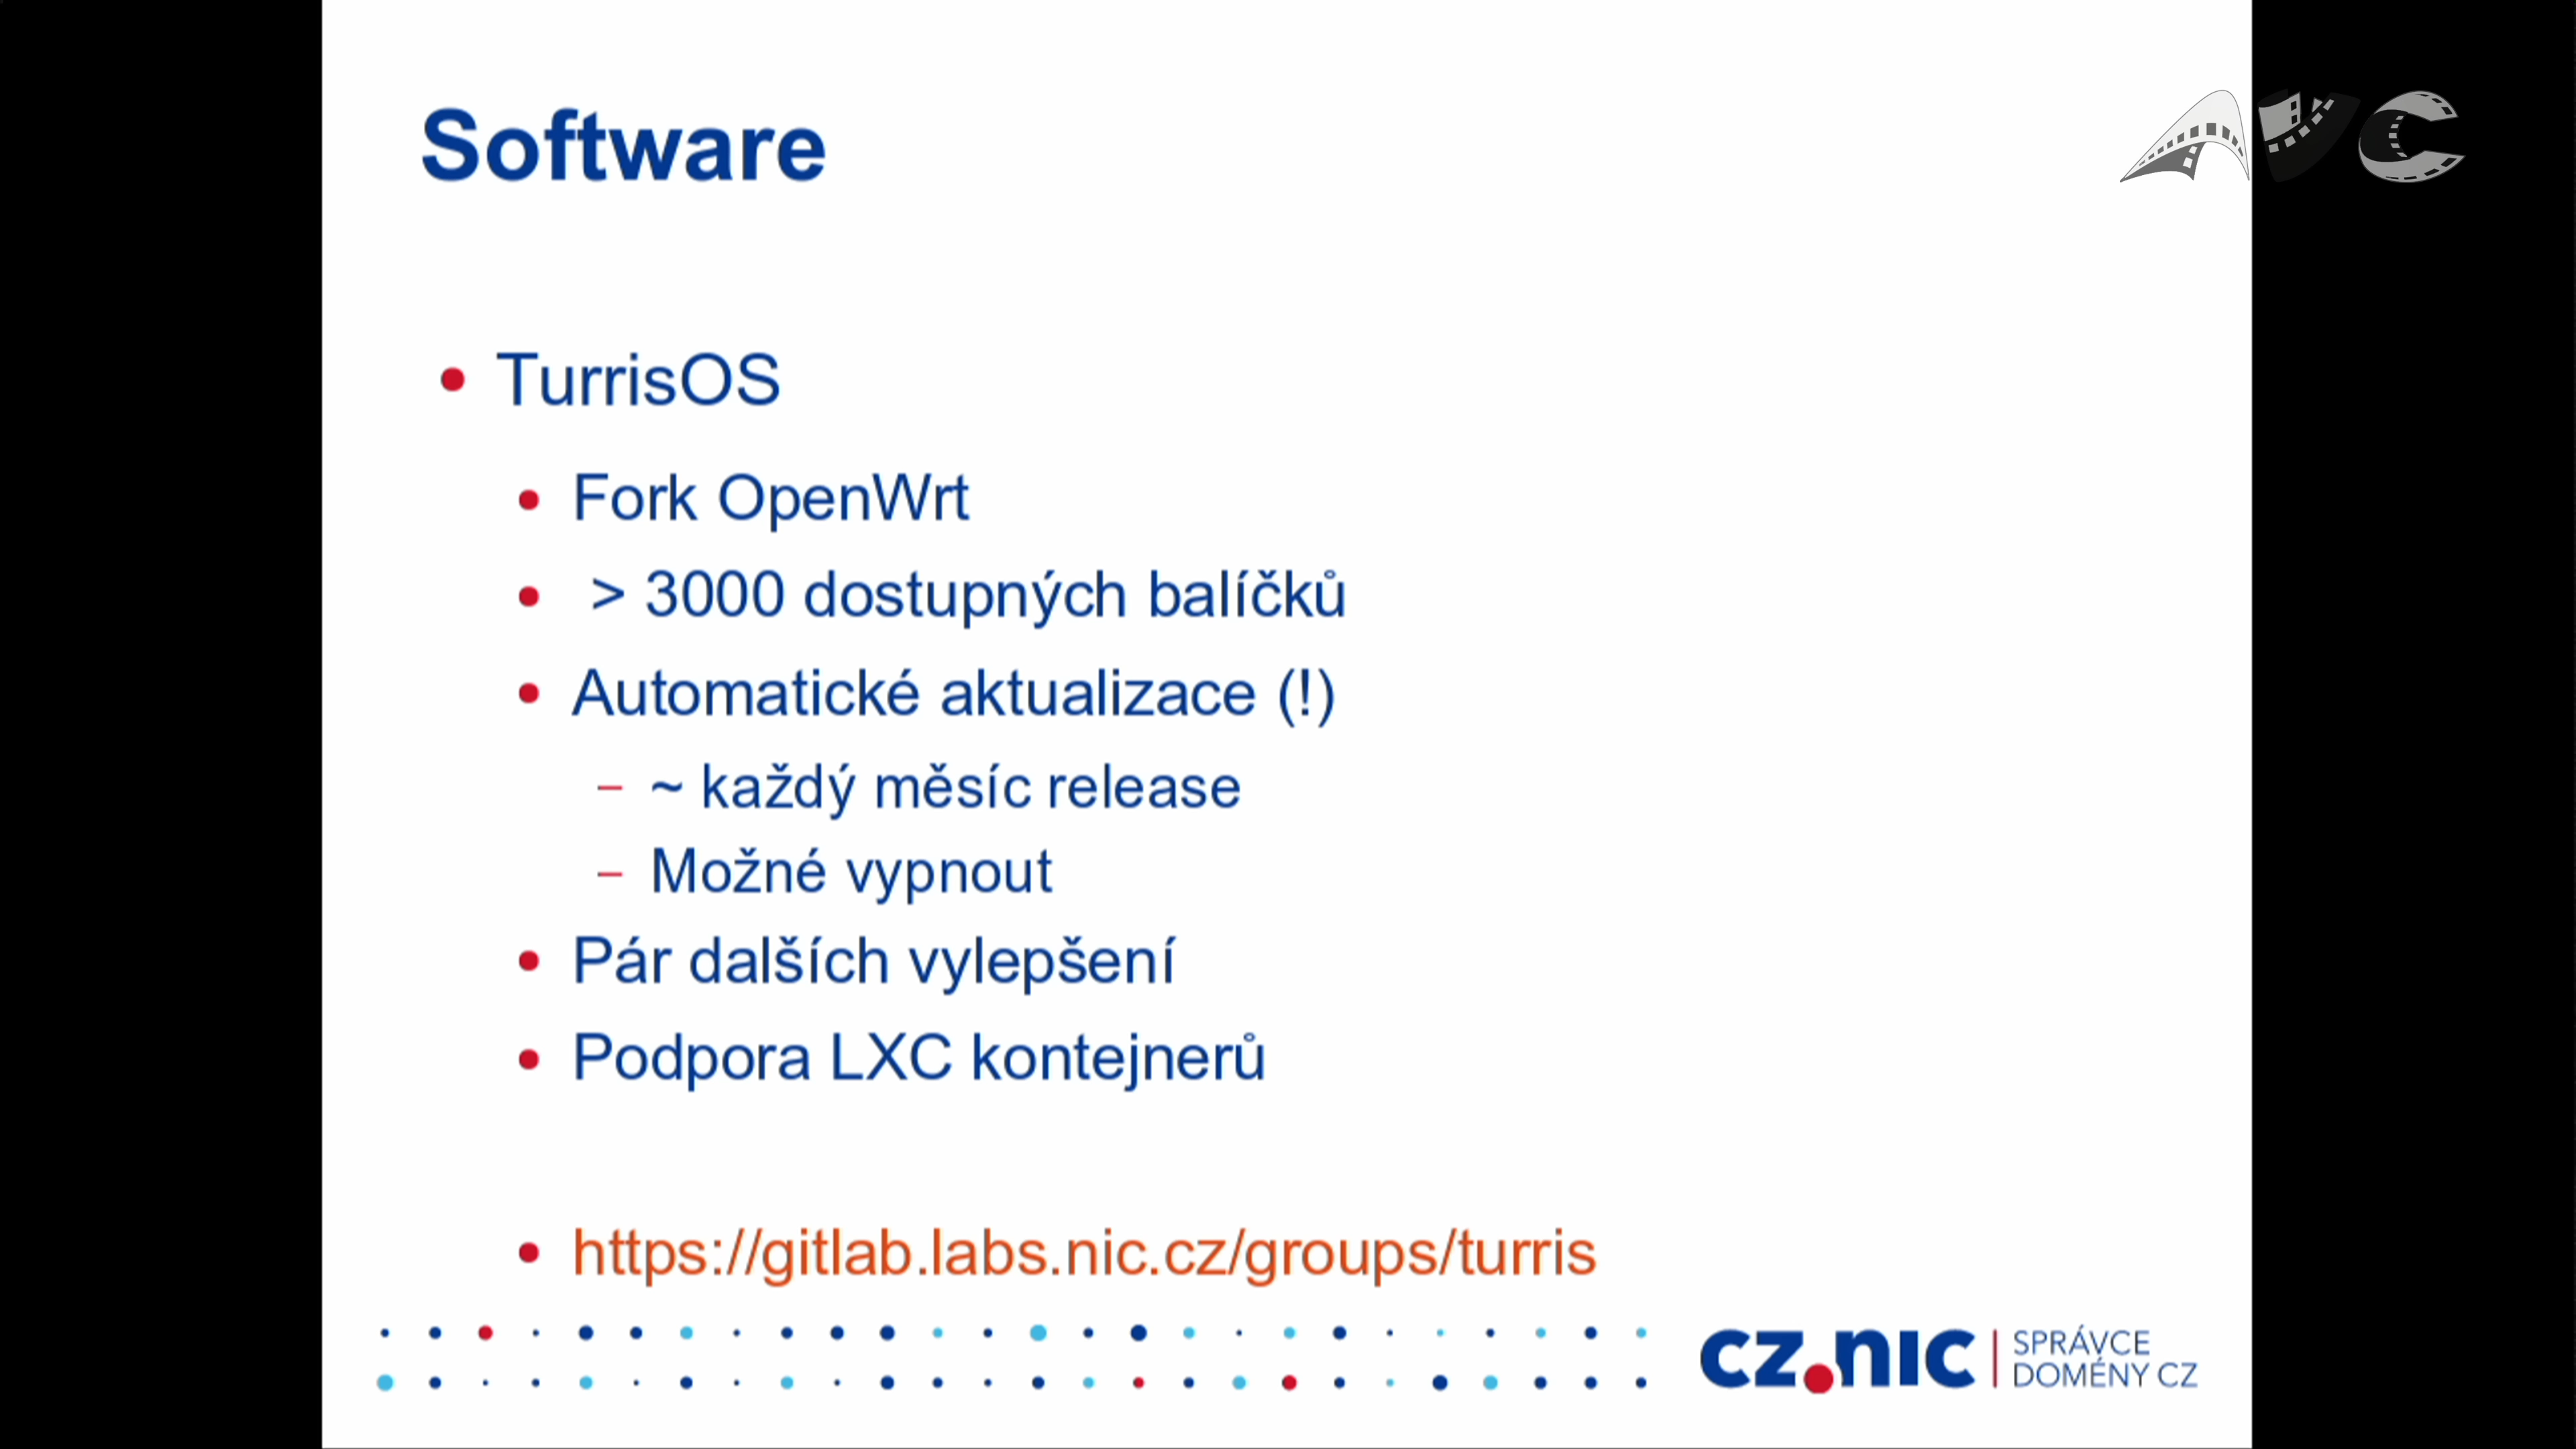 Software
AVC
• TurrisOS
• Fork OpenWrt
• > 3000 dostupných balíčků
• Automatické aktualizace (!)
– ~ každý měsíc release
– Možné vypnout
• Pár dalších vylepšení
• Podpora LXC kontejnerů
• https://gitlab.labs.nic.cz/groups/turris
CZ.NIC
SPRÁVCE
DOMÉNY CZ